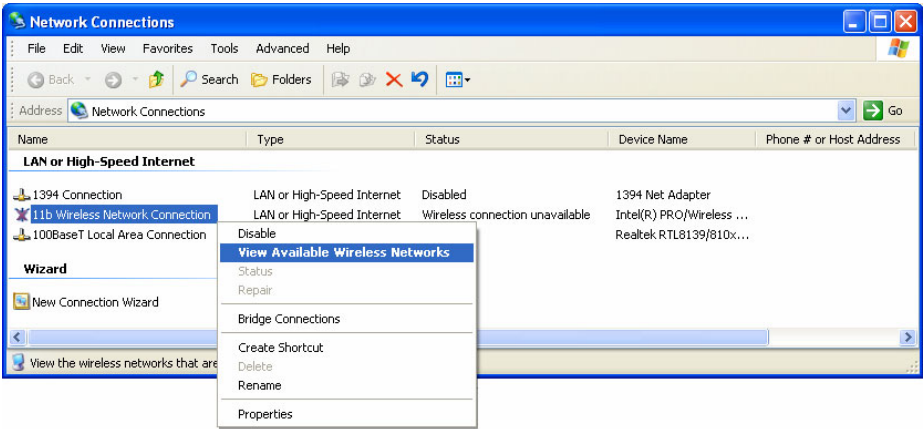 Network Connections
File Edit View Favorites Tools Advanced Help
Back Search Folders
Address Network Connections Go
Name Type Status Device Name Phone # or Host Address
LAN or High-Speed Internet
1394 Connection LAN or High-Speed Internet Disabled 1394 Net Adapter
11b Wireless Network Connection LAN or High-Speed Internet Wireless connection unavailable Intel(R) PRO/Wireless ...
100BaseT Local Area Connection Realtek RTL8139/810x...
Disable
View Available Wireless Networks
Status
Repair
Bridge Connections
Create Shortcut
Delete
Rename
Properties
Wizard
New Connection Wizard
View the wireless networks that are